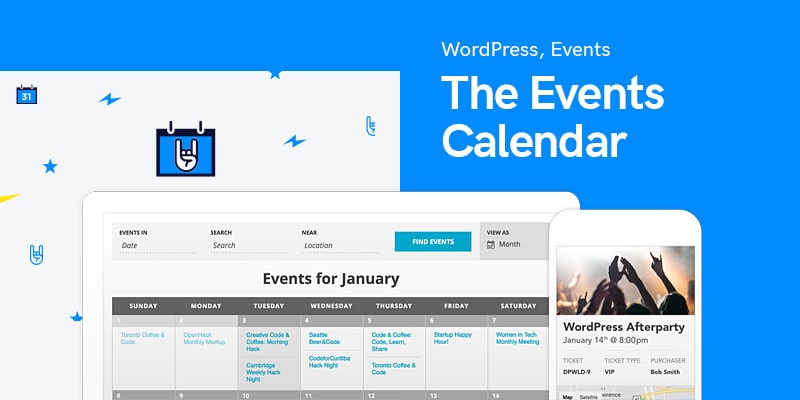 WordPress, Events
The Events
Calendar
31
EVENTS IN
Date
SEARCH
Search
NEAR
Location
FIND EVENTS
VIEW AS
Month
Events for January
SUNDAY MONDAY TUESDAY WEDNESDAY THURSDAY FRIDAY SATURDAY
1 2 3 4 5 6 7
Toronto Coffee &
Code
OpenHack
Monthly Meetup
Creative Code &
Coffee: Morning
Hack
Cambridge
Weekly Hack
Night
Seattle
Beer&Code
CodeforCuritiba
Hack Night
Code & Coffee:
Code, Learn,
Share
Toronto Coffee &
Code
Startup Happy
Hour!
Women in Tech
Monthly Meeting
8 9 10 11 12 13 14
WordPress Afterparty
January 14th @ 8:00pm
TICKET TICKET TYPE PURCHASER
DPWLD-9 VIP Bob Smith
Map Satellite